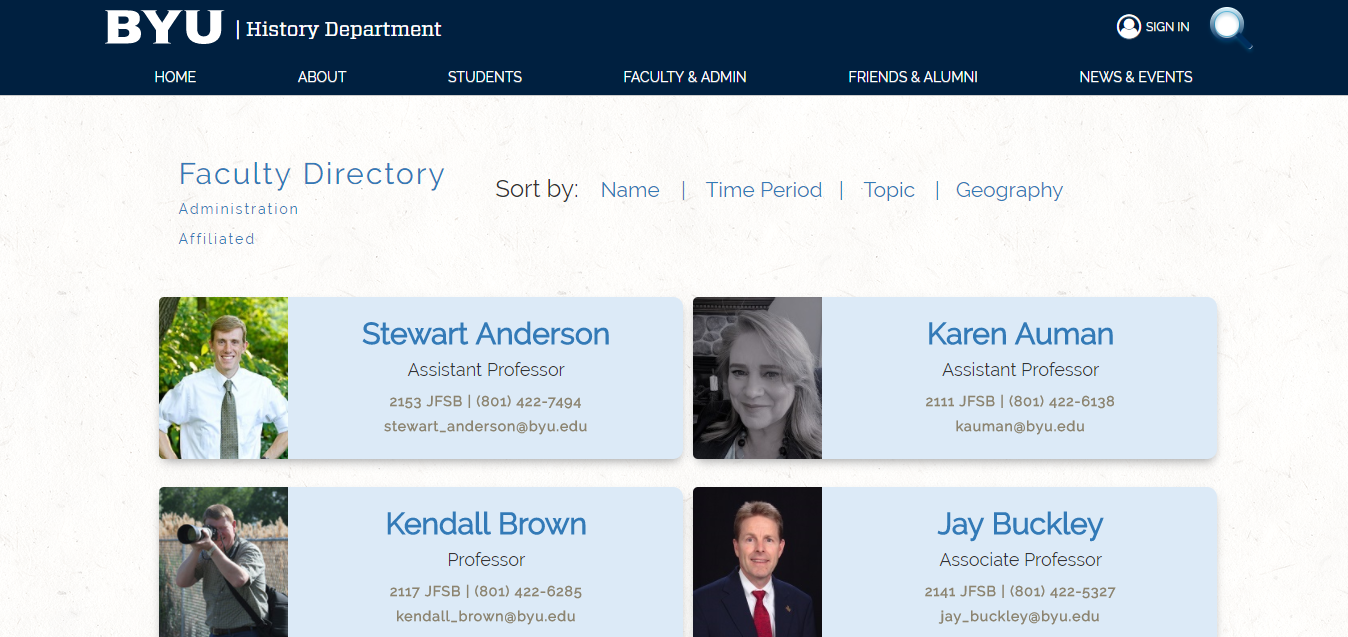 BYU | History Department
SIGN IN
HOME ABOUT STUDENTS FACULTY & ADMIN FRIENDS & ALUMNI NEWS & EVENTS
Faculty Directory
Administration
Affiliated
Sort by: Name | Time Period | Topic | Geography
Stewart Anderson
Assistant Professor
2153 JFSB | (801) 422-7494
stewart_anderson@byu.edu
Karen Auman
Assistant Professor
2111 JFSB | (801) 422-6138
kauman@byu.edu
Kendall Brown
Professor
2117 JFSB | (801) 422-6285
kendall_brown@byu.edu
Jay Buckley
Associate Professor
2141 JFSB | (801) 422-5327
jay_buckley@byu.edu